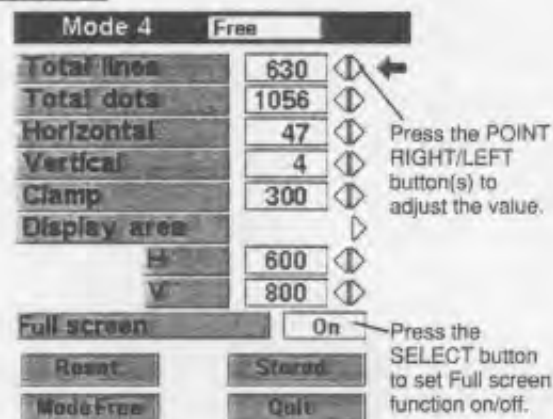 Mode 4 Free
Total lines 630
Total dots 1056
Horizontal 47
Vertical 4
Clamp 300
Display area
H 600
V 800
Full screen On
Reset Stored
Mode Free Quit
Press the POINT
RIGHT/LEFT
button(s) to
adjust the value.
Press the
SELECT button
to set Full screen
function on/off.